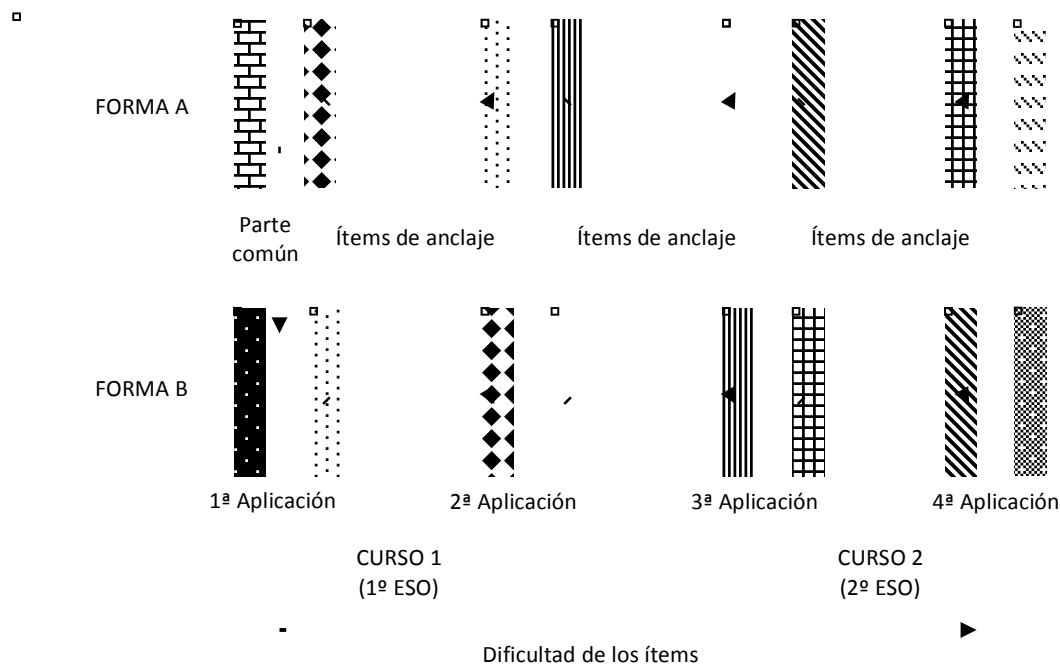 FORMA A
Parte
común
Ítems de anclaje
Ítems de anclaje
Ítems de anclaje
FORMA B
1ª Aplicación
2ª Aplicación
3ª Aplicación
4ª Aplicación
CURSO 1
(1º ESO)
CURSO 2
(2º ESO)
Dificultad de los ítems